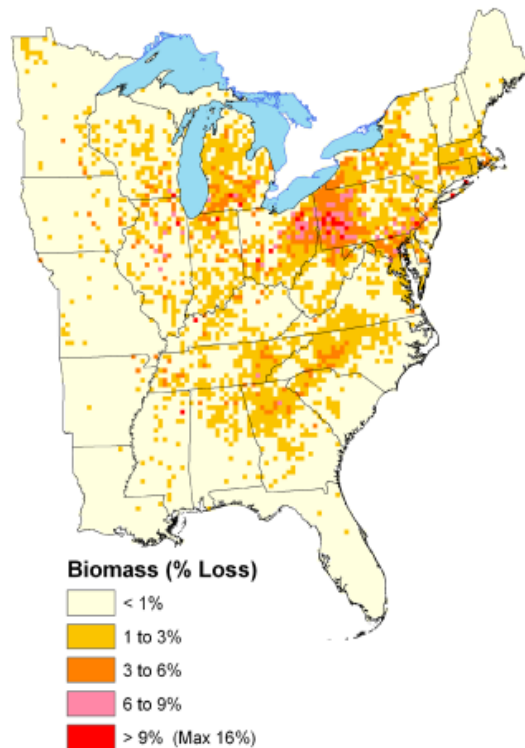 Biomass (% Loss)
< 1%
1 to 3%
3 to 6%
6 to 9%
> 9% (Max 16%)